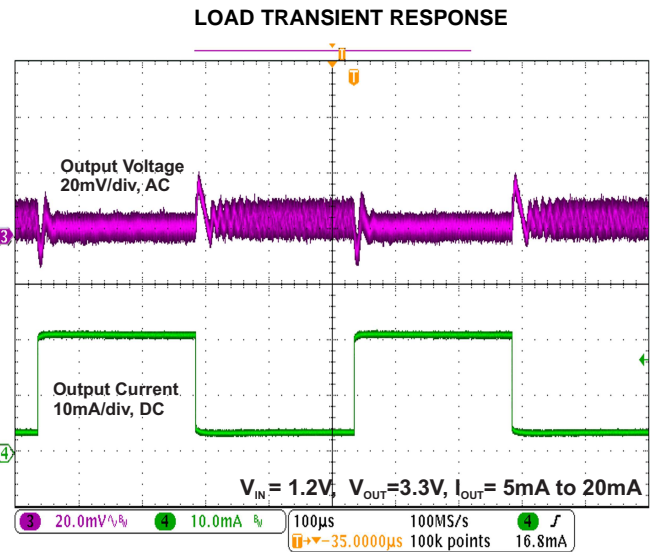 LOAD TRANSIENT RESPONSE
T
T
Output Voltage
20mV/div, AC
3
Output Current
10mA/div, DC
4
VIN = 1.2V, VOUT=3.3V, IOUT= 5mA to 20mA
3 20.0mV∿BW 4 10.0mA BW 100µs 100MS/s 4 ƒ
T→▼-35.0000µs 100k points 16.8mA